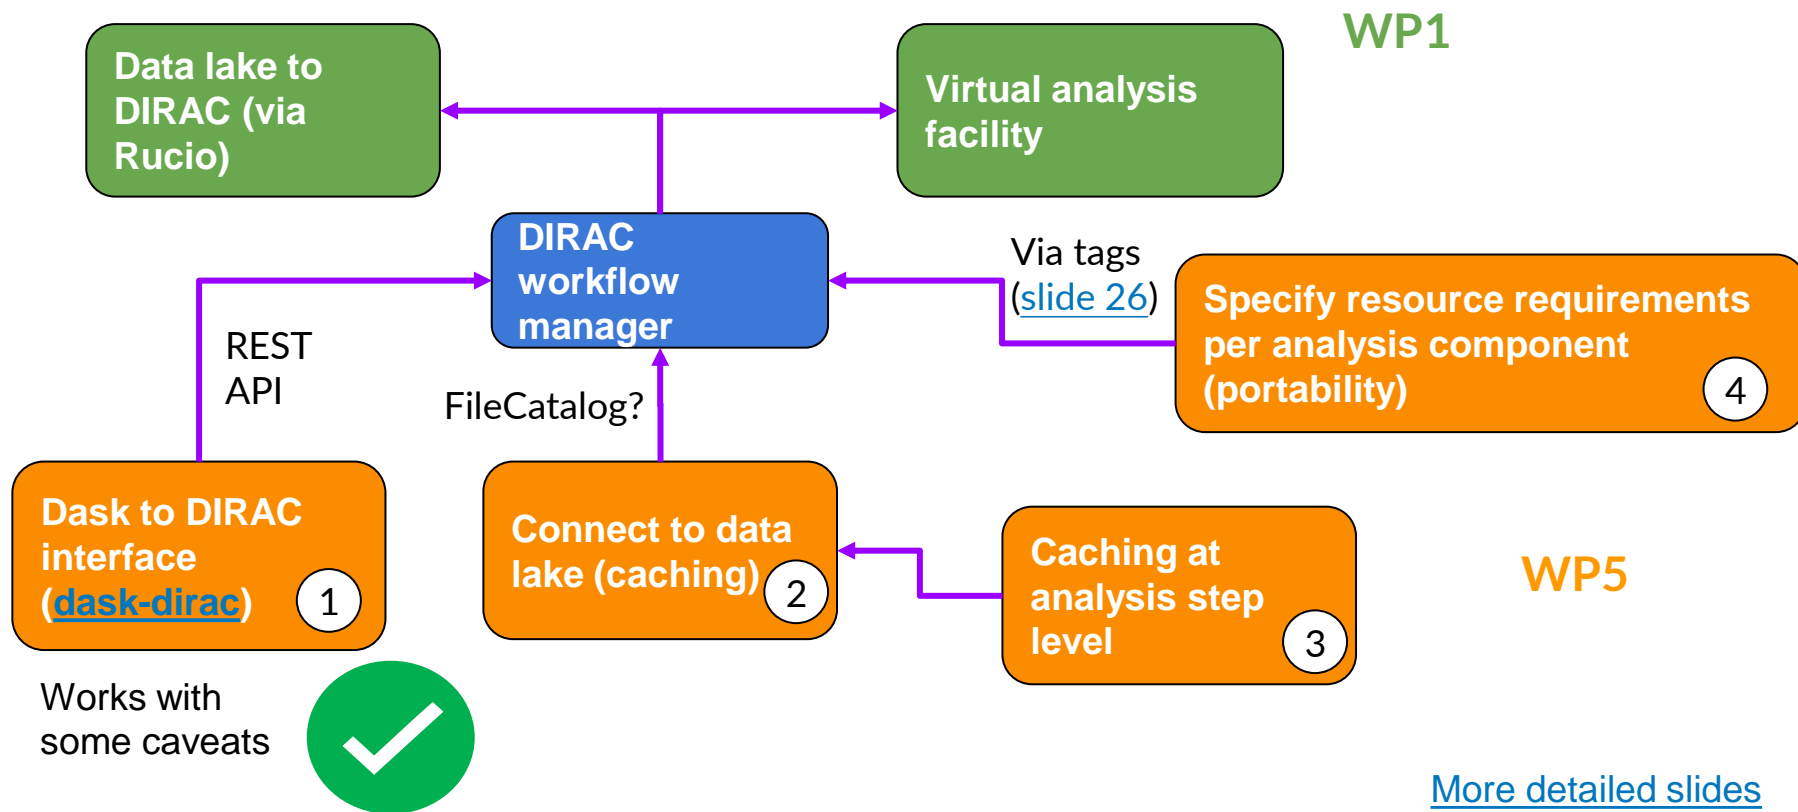 WP1
Data lake to
DIRAC (via
Rucio)
Virtual analysis
facility
DIRAC
workflow
manager
Via tags
(slide 26)
Specify resource requirements
per analysis component
(portability)
4
REST
API
FileCatalog?
Dask to DIRAC
interface
(dask-dirac)
1
Connect to data
lake (caching)
2
Caching at
analysis step
level
3
WP5
Works with
some caveats
More detailed slides